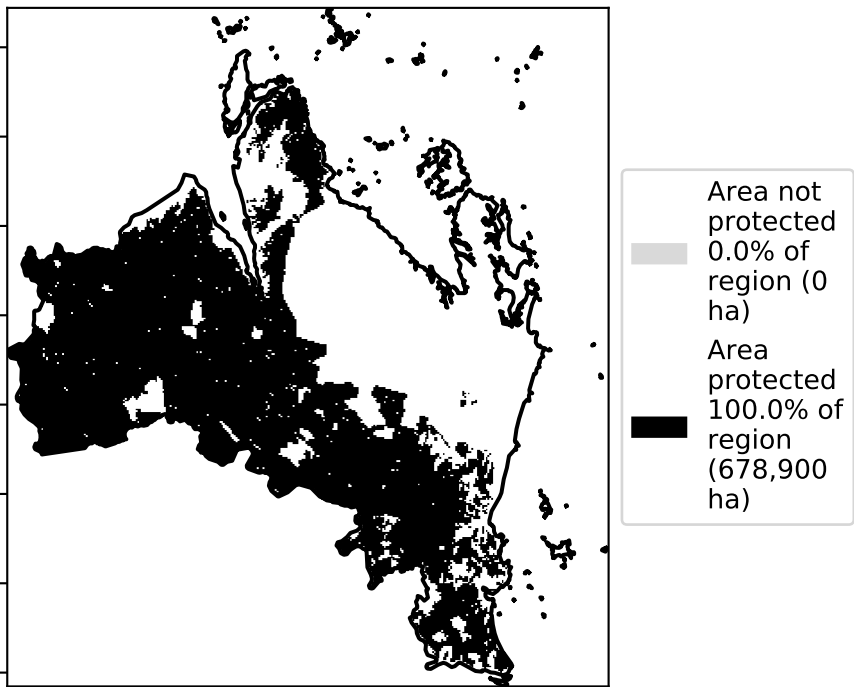 Area not
protected
0.0% of
region (0
ha)
Area
protected
100.0% of
region
(678,900
ha)